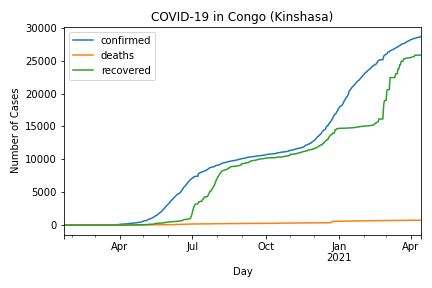 COVID-19 in Congo (Kinshasa)
confirmed
deaths
recovered
Number of Cases
30000
25000
20000
15000
10000
5000
0
Apr Jul Oct Jan Apr
2021
Day